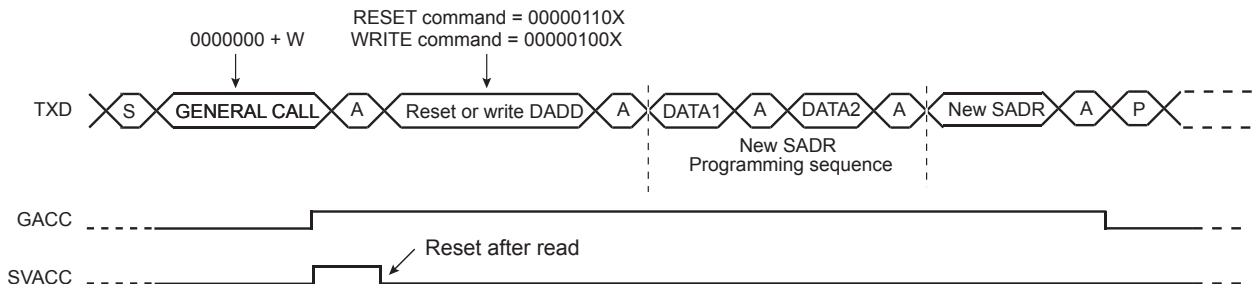 RESET command = 00000110X
0000000 + W
WRITE command = 00000100X
TXD S GENERAL CALL A Reset or write DADD A DATA1 A DATA2 A New SADR A P
New SADR
Programming sequence
GACC
Reset after read
SVACC